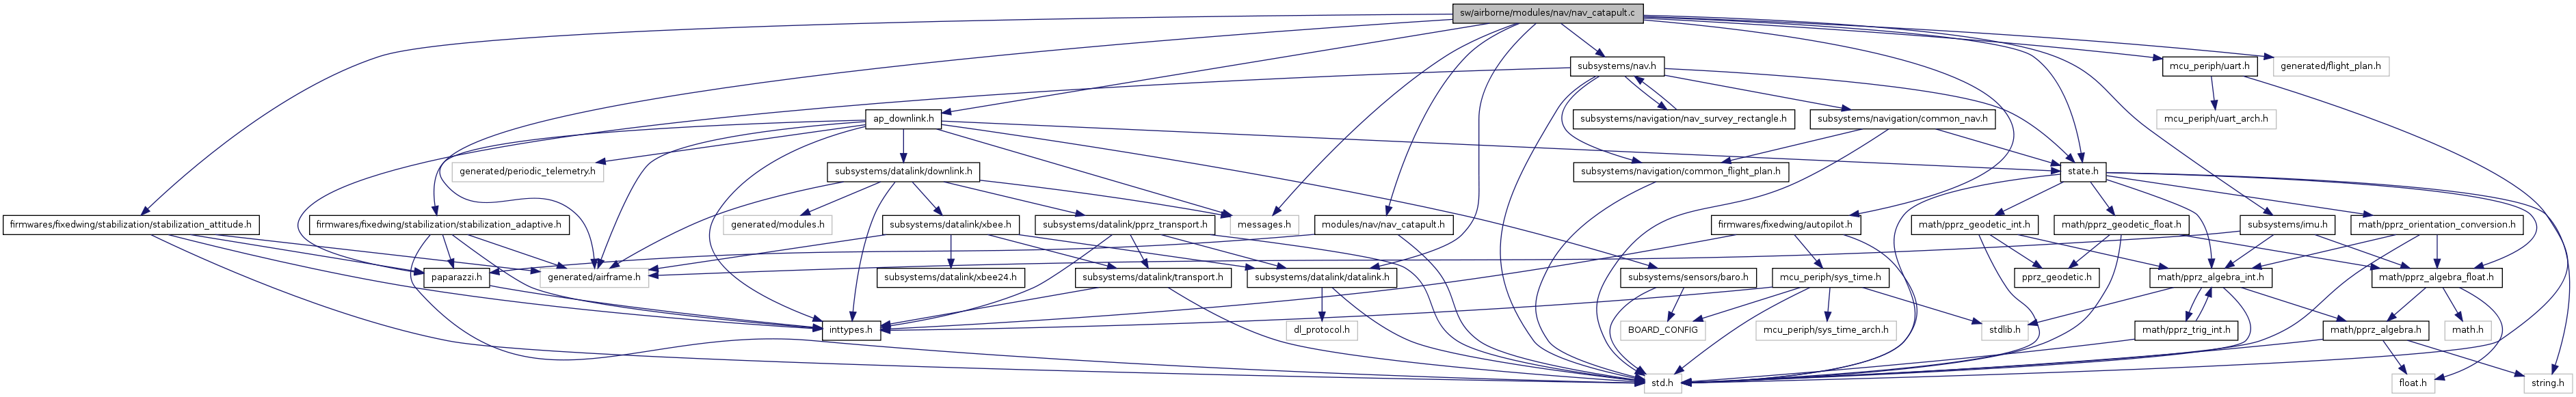 sw/airborne/modules/nav/nav_catapult.c
subsystems/nav.h
mcu_periph/uart.h
generated/flight_plan.h
ap_downlink.h
subsystems/navigation/nav_survey_rectangle.h
subsystems/navigation/common_nav.h
mcu_periph/uart_arch.h
generated/periodic_telemetry.h
subsystems/datalink/downlink.h
subsystems/navigation/common_flight_plan.h
state.h
firmwares/fixedwing/stabilization/stabilization_attitude.h
firmwares/fixedwing/stabilization/stabilization_adaptive.h
generated/modules.h
subsystems/datalink/xbee.h
subsystems/datalink/pprz_transport.h
messages.h
modules/nav/nav_catapult.h
firmwares/fixedwing/autopilot.h
math/pprz_geodetic_int.h
math/pprz_geodetic_float.h
subsystems/imu.h
math/pprz_orientation_conversion.h
paparazzi.h
generated/airframe.h
subsystems/datalink/xbee24.h
subsystems/datalink/transport.h
subsystems/datalink/datalink.h
subsystems/sensors/baro.h
mcu_periph/sys_time.h
pprz_geodetic.h
math/pprz_algebra_int.h
math/pprz_algebra_float.h
inttypes.h
dl_protocol.h
BOARD_CONFIG
mcu_periph/sys_time_arch.h
stdlib.h
math/pprz_trig_int.h
math/pprz_algebra.h
math.h
std.h
float.h
string.h